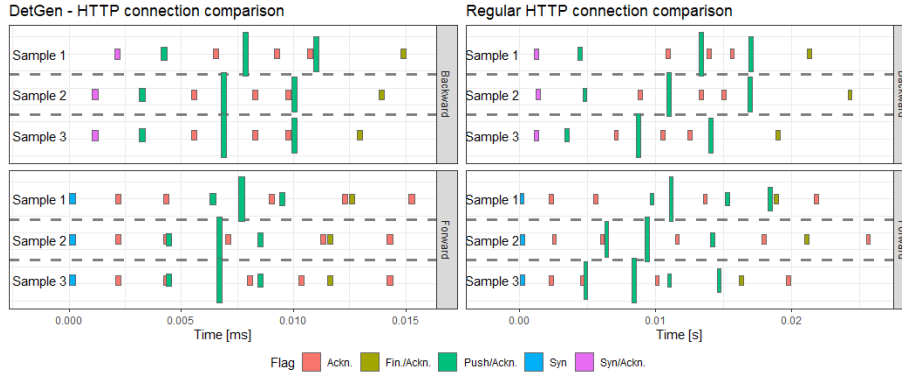 DetGen - HTTP connection comparison
Regular HTTP connection comparison
Sample 1
Sample 2
Sample 3
Backward
Sample 1
Sample 2
Sample 3
Backward
Sample 1
Sample 2
Sample 3
Forward
Sample 1
Sample 2
Sample 3
Forward
0.000 0.005 0.010 0.015
Time [ms]
0.00 0.01 0.02
Time [s]
Flag Ackn. Fin./Ackn. Push/Ackn. Syn Syn/Ackn.